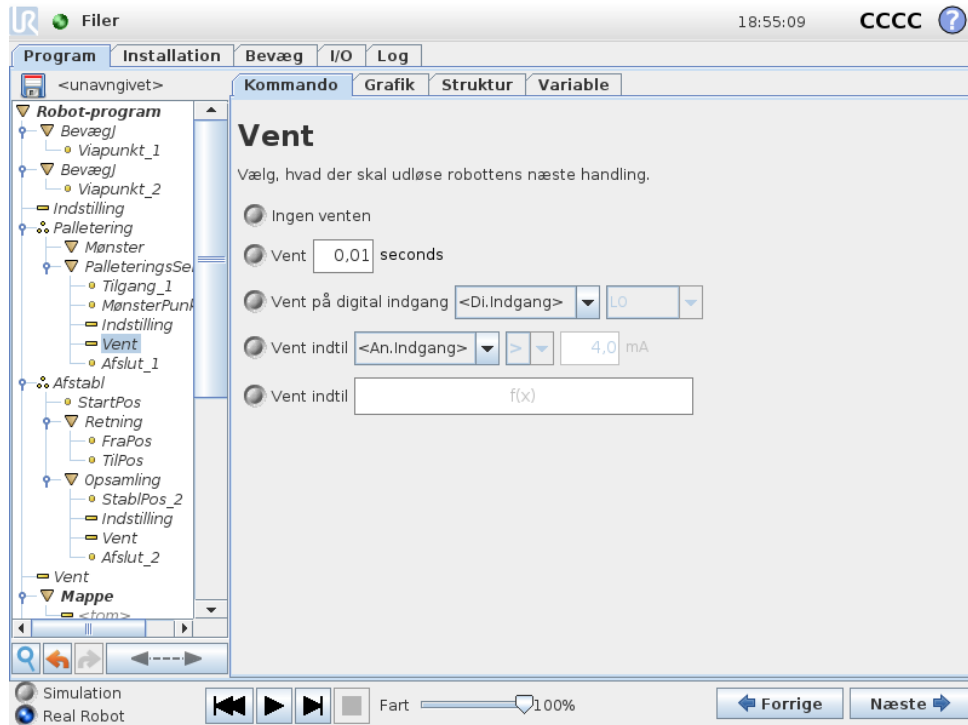 UR Filer 18:55:09 CCCC ?
Program Installation Bevæg I/O Log
<unavngivet>
Kommando Grafik Struktur Variable
Robot-program
BevægJ
Viapunkt_1
BevægJ
Viapunkt_2
Indstilling
Palletering
Mønster
PalleteringsSe
Tilgang_1
MønsterPunk
Indstilling
Vent
Afslut_1
Afstabl
StartPos
Retning
FraPos
TilPos
Opsamling
StablPos_2
Indstilling
Vent
Afslut_2
Vent
Mappe
<tom>
Vent
Vælg, hvad der skal udløse robottens næste handling.
Ingen venten
Vent 0,01 seconds
Vent på digital indgang <Di.Indgang> LO
Vent indtil <An.Indgang> > 4,0 mA
Vent indtil f(x)
Simulation
Real Robot
Fart 100%
Forrige Næste